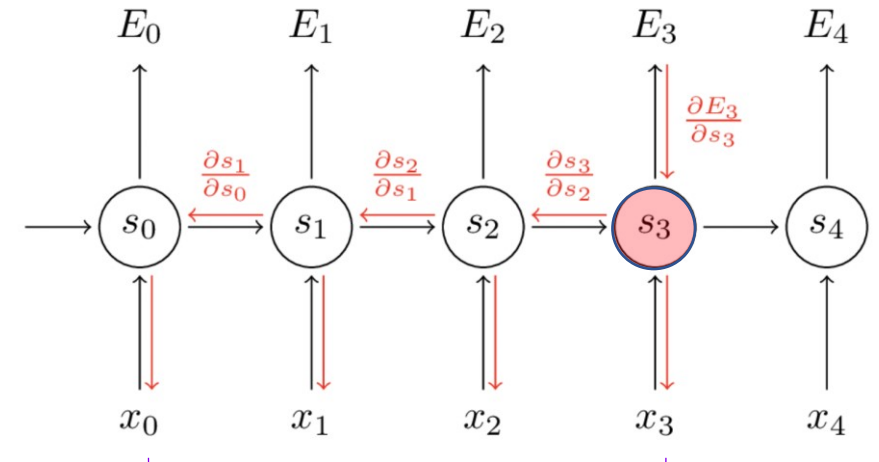 E₀ E₁ E₂ E₃ E₄
∂E₃/∂s₃
∂s₁/∂s₀ ∂s₂/∂s₁ ∂s₃/∂s₂
s₀ s₁ s₂ s₃ s₄
x₀ x₁ x₂ x₃ x₄